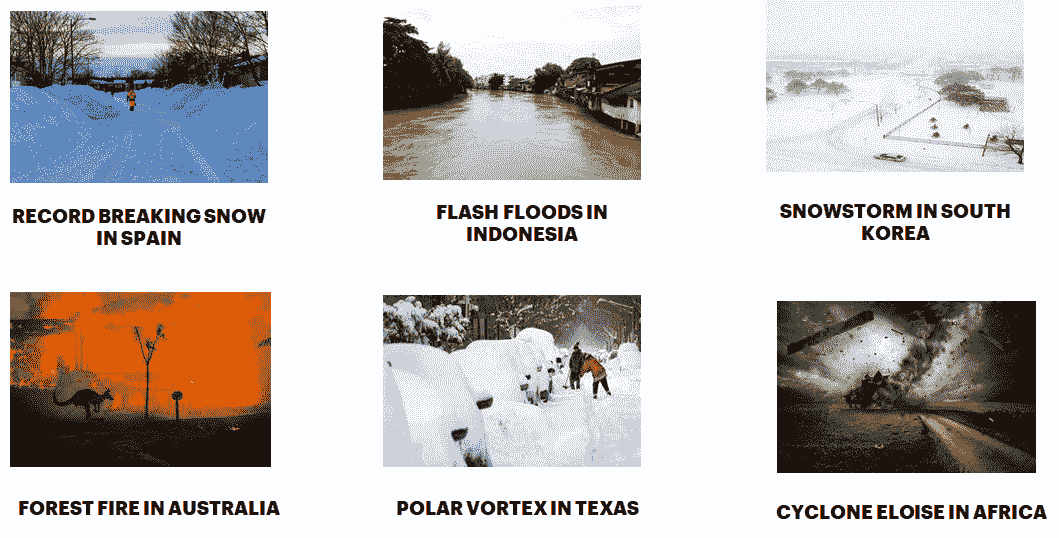 RECORD BREAKING SNOW
IN SPAIN
FLASH FLOODS IN
INDONESIA
SNOWSTORM IN SOUTH
KOREA
FOREST FIRE IN AUSTRALIA
POLAR VORTEX IN TEXAS
CYCLONE ELOISE IN AFRICA